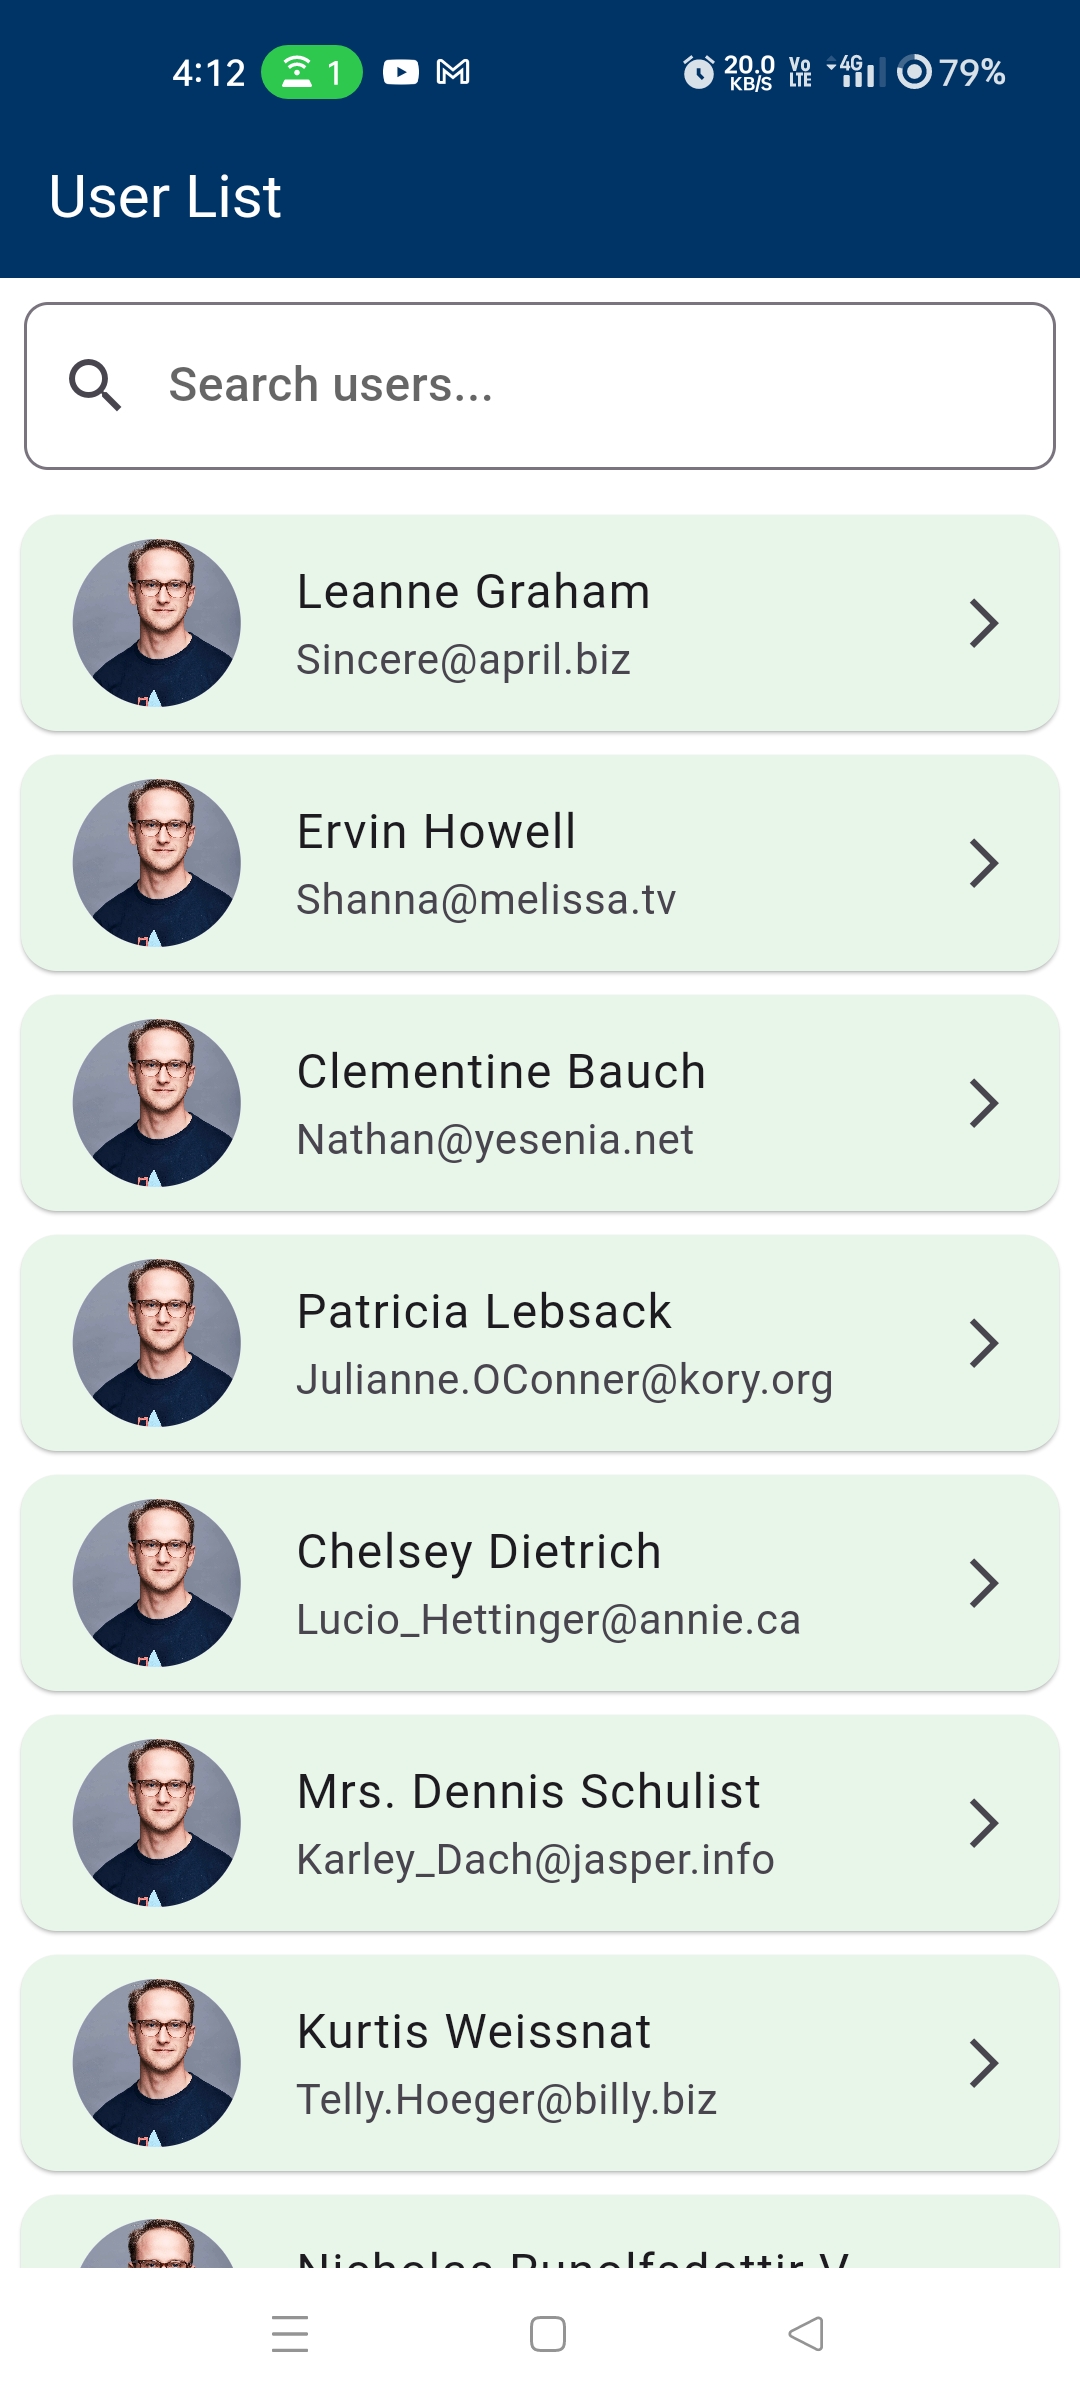 4:12 1 20.0 KB/S Vo LTE 4G 79%
User List
Search users...
Leanne Graham
Sincere@april.biz
Ervin Howell
Shanna@melissa.tv
Clementine Bauch
Nathan@yesenia.net
Patricia Lebsack
Julianne.OConner@kory.org
Chelsey Dietrich
Lucio_Hettinger@annie.ca
Mrs. Dennis Schulist
Karley_Dach@jasper.info
Kurtis Weissnat
Telly.Hoeger@billy.biz
Nicholas Runolfsdottir V